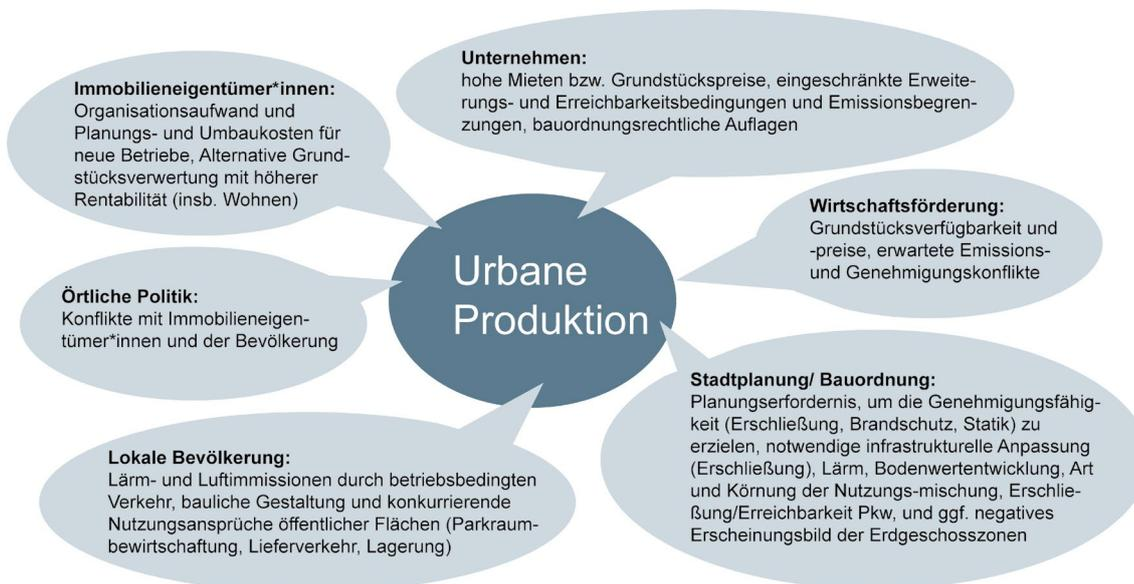 Immobilieneigentümer*innen:
Organisationsaufwand und
Planungs- und Umbaukosten für
neue Betriebe, Alternative Grund-
stücksverwertung mit höherer
Rentabilität (insb. Wohnen)
Unternehmen:
hohe Mieten bzw. Grundstückspreise, eingeschränkte Erweite-
rungs- und Erreichbarkeitsbedingungen und Emissionsbegren-
zungen, bauordnungsrechtliche Auflagen
Wirtschaftsförderung:
Grundstücksverfügbarkeit und
-preise, erwartete Emissions-
und Genehmigungskonflikte
Urbane
Produktion
Örtliche Politik:
Konflikte mit Immobilieneigen-
tümer*innen und der Bevölkerung
Stadtplanung/ Bauordnung:
Planungserfordernis, um die Genehmigungsfähig-
keit (Erschließung, Brandschutz, Statik) zu
erzielen, notwendige infrastrukturelle Anpassung
(Erschließung), Lärm, Bodenwertentwicklung, Art
und Körnung der Nutzungs-mischung, Erschlie-
ßung/Erreichbarkeit Pkw, und ggf. negatives
Erscheinungsbild der Erdgeschosszonen
Lokale Bevölkerung:
Lärm- und Luftimmissionen durch betriebsbedingten
Verkehr, bauliche Gestaltung und konkurrierende
Nutzungsansprüche öffentlicher Flächen (Parkraum-
bewirtschaftung, Lieferverkehr, Lagerung)